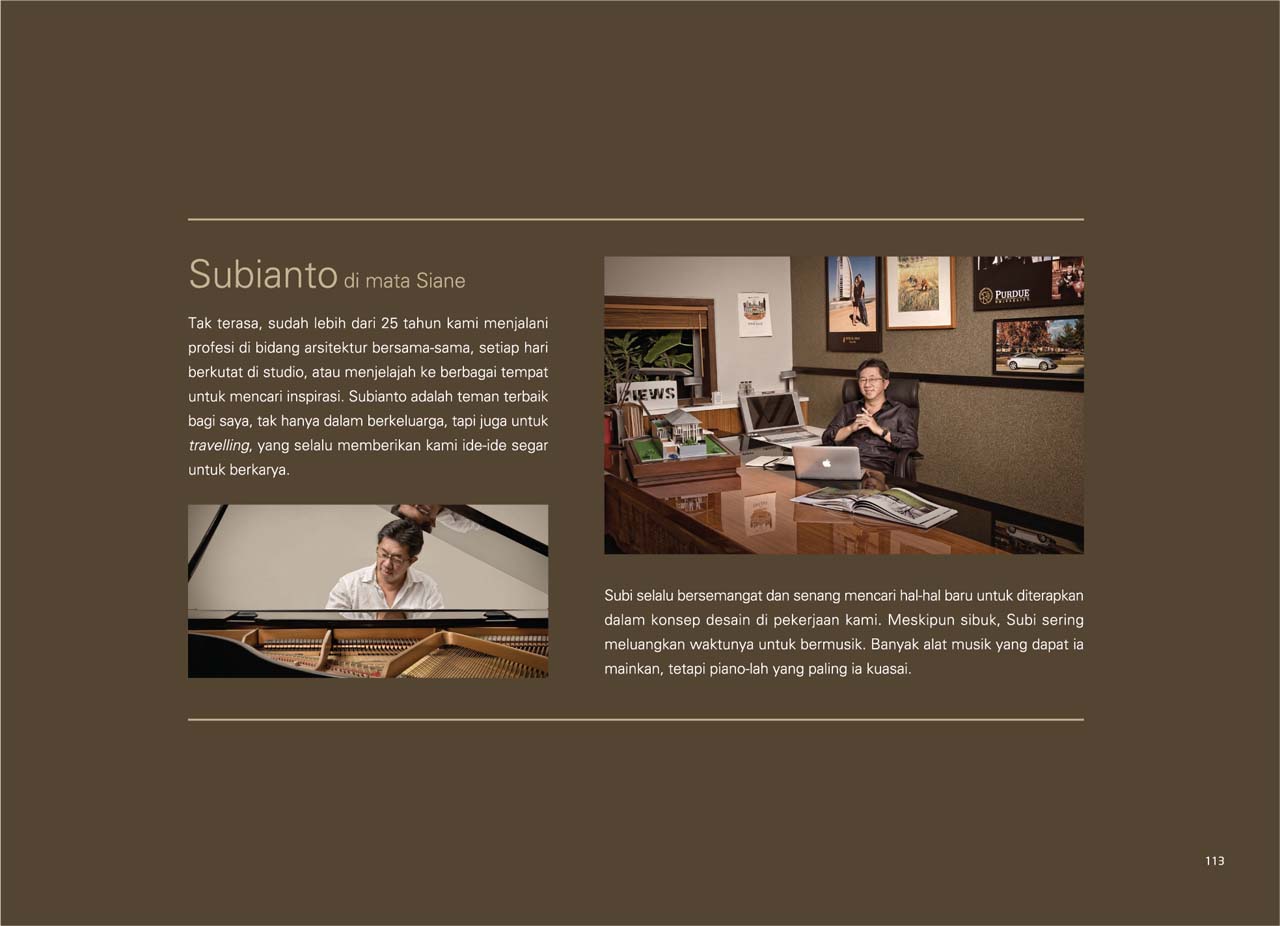 Subianto di mata Siane
Tak terasa, sudah lebih dari 25 tahun kami menjalani
profesi di bidang arsitektur bersama-sama, setiap hari
berkutat di studio, atau menjelajah ke berbagai tempat
untuk mencari inspirasi. Subianto adalah teman terbaik
bagi saya, tak hanya dalam berkeluarga, tapi juga untuk
travelling, yang selalu memberikan kami ide-ide segar
untuk berkarya.
PURDUE
UNIVERSITY
NEWS
Subi selalu bersemangat dan senang mencari hal-hal baru untuk diterapkan
dalam konsep desain di pekerjaan kami. Meskipun sibuk, Subi sering
meluangkan waktunya untuk bermusik. Banyak alat musik yang dapat ia
mainkan, tetapi piano-lah yang paling ia kuasai.
113